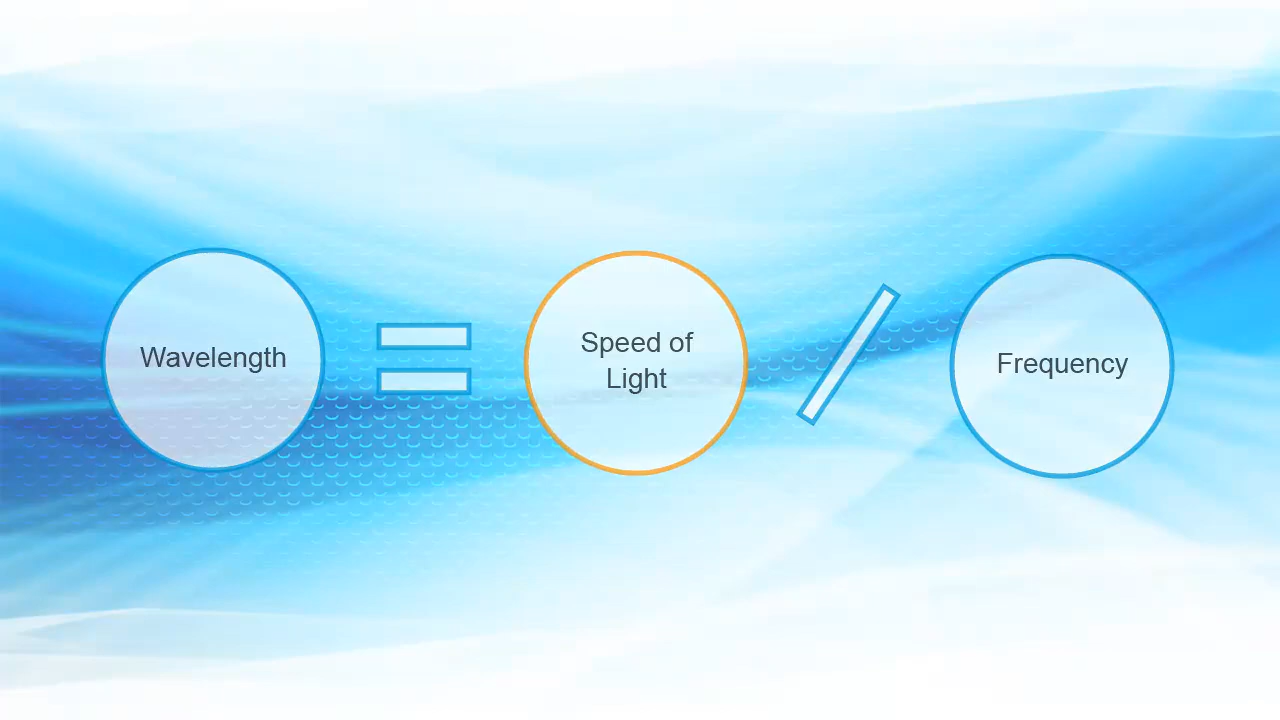 Wavelength
=
Speed of
Light
/
Frequency